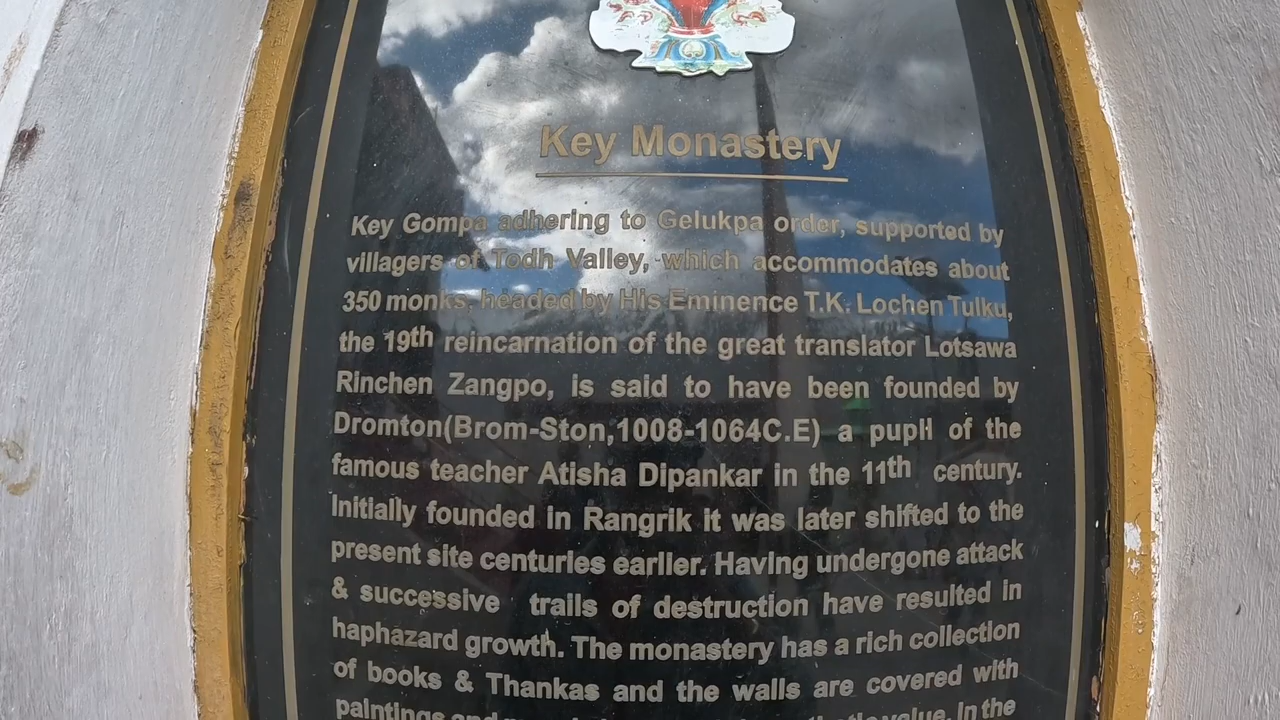 Key Monastery
Key Gompa adhering to Gelukpa order, supported by
villagers of Todh Valley, which accommodates about
350 monks, headed by His Eminence T.K. Lochen Tulku,
the 19th reincarnation of the great translator Lotsawa
Rinchen Zangpo, is said to have been founded by
Dromton(Brom-Ston,1008-1064C.E) a pupil of the
famous teacher Atisha Dipankar in the 11th century.
Initially founded in Rangrik it was later shifted to the
present site centuries earlier. Having undergone attack
& successive trails of destruction have resulted in
haphazard growth. The monastery has a rich collection
of books & Thankas and the walls are covered with
paintings and value. In the